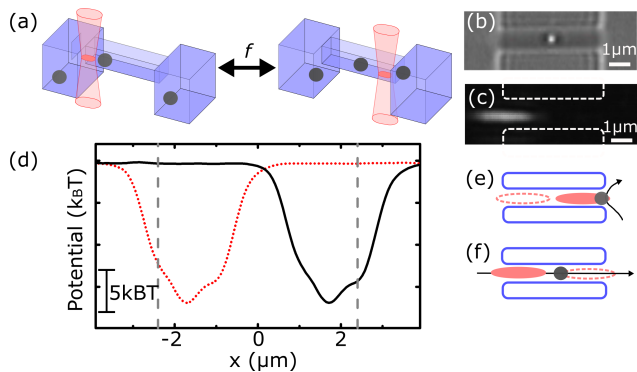 (a)
f
(b)
1μm
(c)
1μm
(d)
Potential (kBT)
5kBT
-2
0
2
x (μm)
(e)
(f)